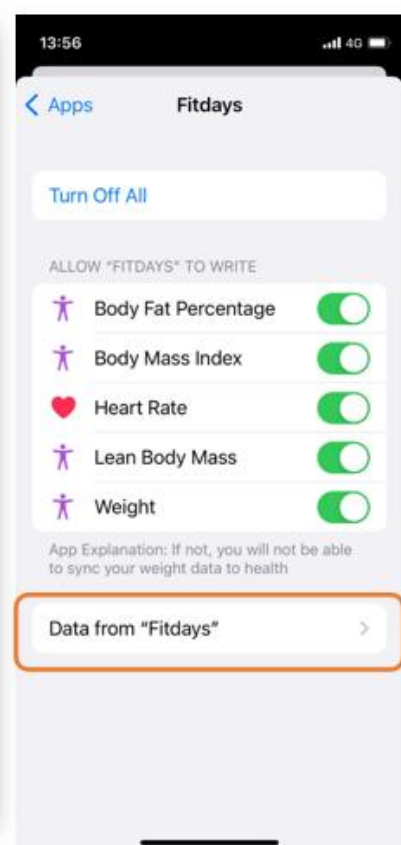 13:56
4G
Apps
Fitdays
Turn Off All
ALLOW "FITDAYS" TO WRITE
Body Fat Percentage
Body Mass Index
Heart Rate
Lean Body Mass
Weight
App Explanation: If not, you will not be able
to sync your weight data to health
Data from “Fitdays”